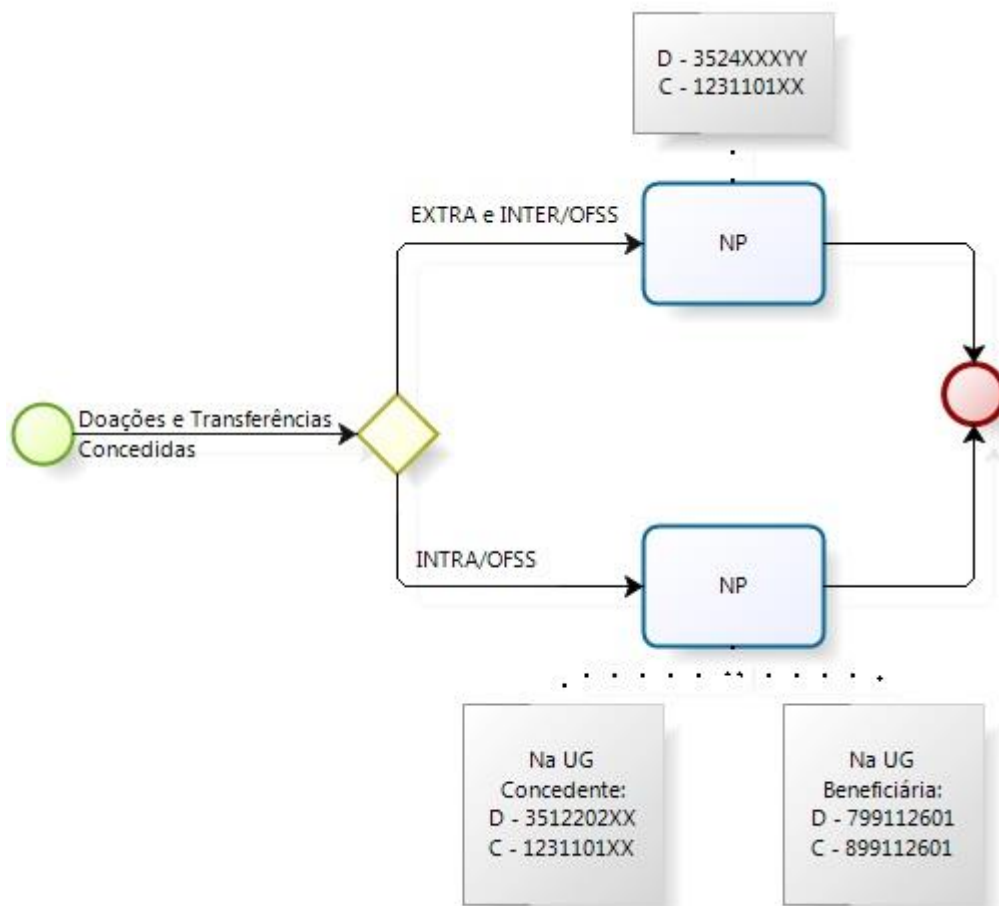 D - 3524XXXYY
C - 1231101XX
EXTRA e INTER/OFSS
NP
Doações e Transferências
Concedidas
INTRA/OFSS
NP
Na UG
Concedente:
D - 3512202XX
C - 1231101XX
Na UG
Beneficiária:
D - 799112601
C - 899112601